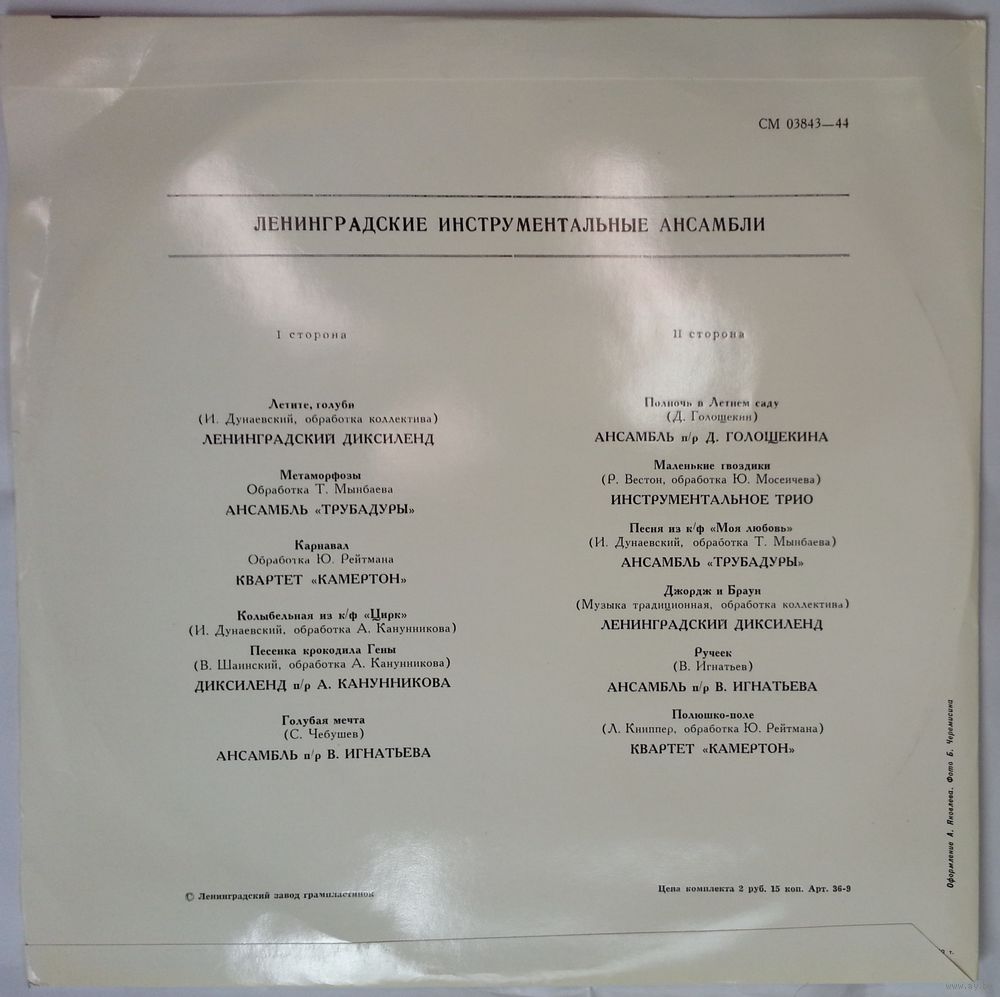 СМ 03843—44
ЛЕНИНГРАДСКИЕ ИНСТРУМЕНТАЛЬНЫЕ АНСАМБЛИ
I сторона
Летите, голуби
(И. Дунаевский, обработка коллектива)
ЛЕНИНГРАДСКИЙ ДИКСИЛЕНД
Метаморфозы
Обработка Т. Мынбаева
АНСАМБЛЬ «ТРУБАДУРЫ»
Карнавал
Обработка Ю. Рейтмана
КВАРТЕТ «КАМЕРТОН»
Колыбельная из к/ф «Цирк»
(И. Дунаевский, обработка А. Канунникова)
Песенка крокодила Гены
(В. Шаинский, обработка А. Канунникова)
ДИКСИЛЕНД п/р А. КАНУННИКОВА
Голубая мечта
(С. Чебушев)
АНСАМБЛЬ п/р В. ИГНАТЬЕВА
II сторона
Полночь в Летнем саду
(Д. Голощекин)
АНСАМБЛЬ п/р Д. ГОЛОЩЕКИНА
Маленькие гвоздики
(Р. Вестон, обработка Ю. Мосеичева)
ИНСТРУМЕНТАЛЬНОЕ ТРИО
Песня из к/ф «Моя любовь»
(И. Дунаевский, обработка Т. Мынбаева)
АНСАМБЛЬ «ТРУБАДУРЫ»
Джордж и Браун
(Музыка традиционная, обработка коллектива)
ЛЕНИНГРАДСКИЙ ДИКСИЛЕНД
Ручеек
(В. Игнатьев)
АНСАМБЛЬ п/р В. ИГНАТЬЕВА
Полюшко-поле
(Л. Книппер, обработка Ю. Рейтмана)
КВАРТЕТ «КАМЕРТОН»
Оформление А. Яковлева. Фото Б. Черемисина
© Ленинградский завод грампластинок
Цена комплекта 2 руб. 15 коп. Арт. 36-9